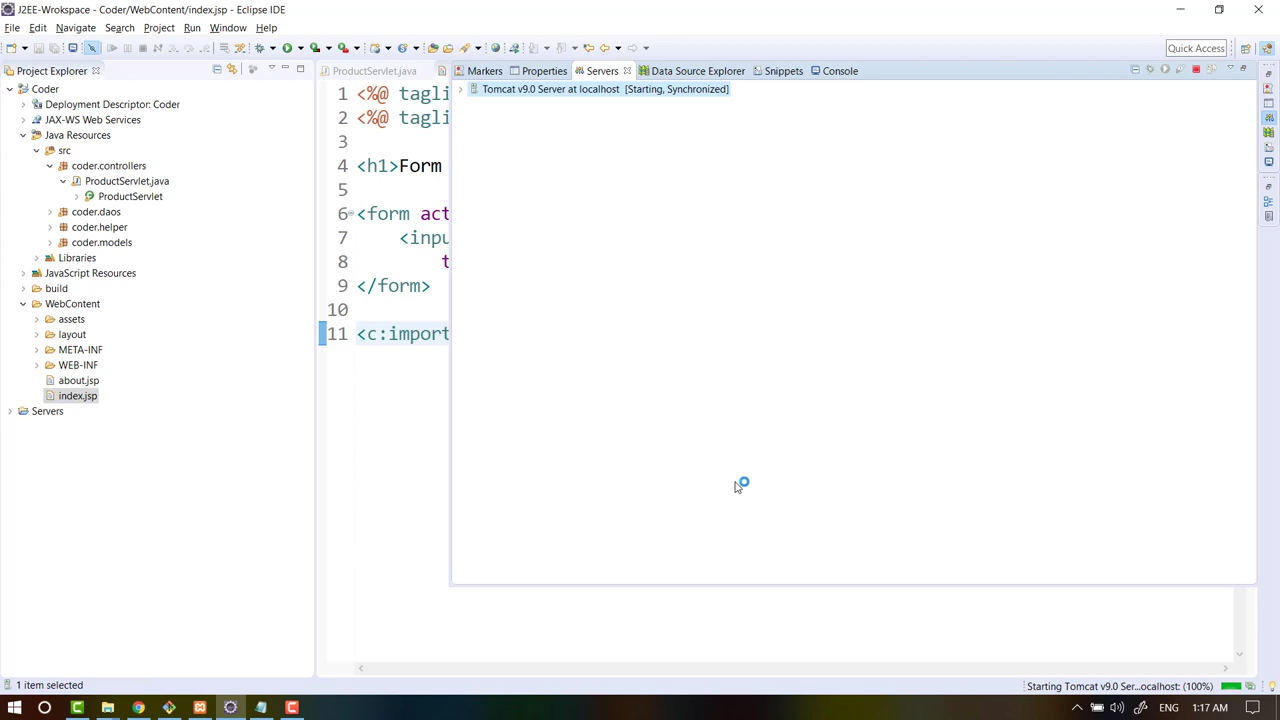 J2EE-Wrokspace - Coder/WebContent/index.jsp - Eclipse IDE
File Edit Navigate Search Project Run Window Help
Quick Access
Project Explorer
ProductServlet.java
Markers Properties Servers Data Source Explorer Snippets Console
Coder
Deployment Descriptor: Coder
JAX-WS Web Services
Java Resources
src
coder.controllers
ProductServlet.java
ProductServlet
coder.daos
coder.helper
coder.models
Libraries
JavaScript Resources
build
WebContent
assets
layout
META-INF
WEB-INF
about.jsp
index.jsp
Servers
1 <%@ tagli
2 <%@ tagli
3
4 <h1>Form
5
6 <form act
7 <inpu
8 t
9 </form>
10
11 <c:import
Tomcat v9.0 Server at localhost [Starting, Synchronized]
1 item selected
Starting Tomcat v9.0 Ser...ocalhost: (100%)
ENG 1:17 AM